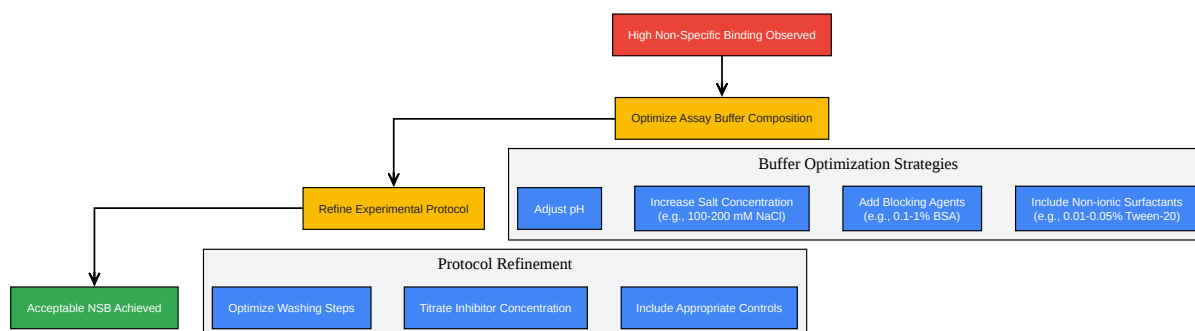 High Non-Specific Binding Observed
Optimize Assay Buffer Composition
Buffer Optimization Strategies
Refine Experimental Protocol
Adjust pH
Increase Salt Concentration
(e.g., 100-200 mM NaCl)
Add Blocking Agents
(e.g., 0.1-1% BSA)
Include Non-ionic Surfactants
(e.g., 0.01-0.05% Tween-20)
Protocol Refinement
Acceptable NSB Achieved
Optimize Washing Steps
Titrate Inhibitor Concentration
Include Appropriate Controls